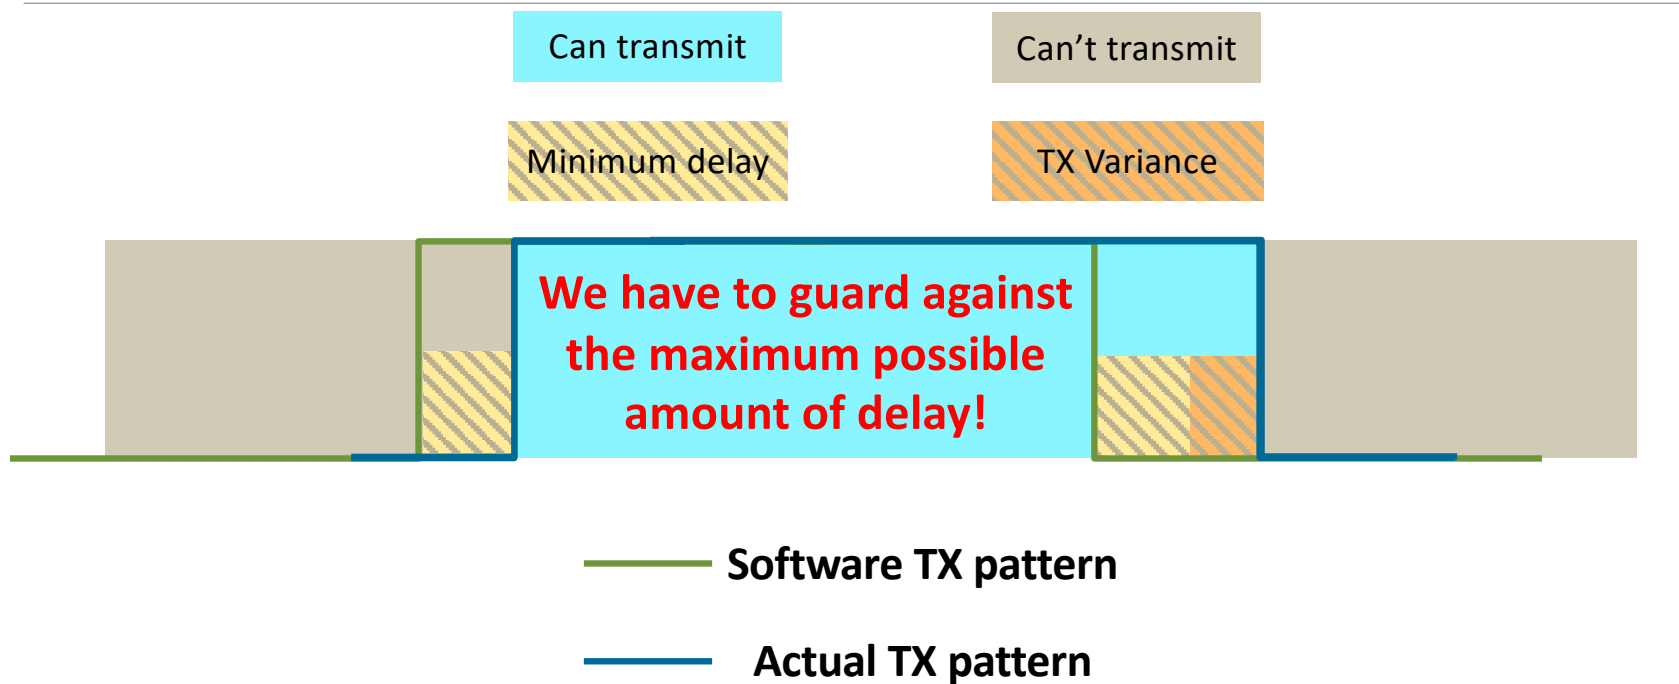 Can transmit
Can’t transmit
Minimum delay
TX Variance
We have to guard against
the maximum possible
amount of delay!
Software TX pattern
Actual TX pattern